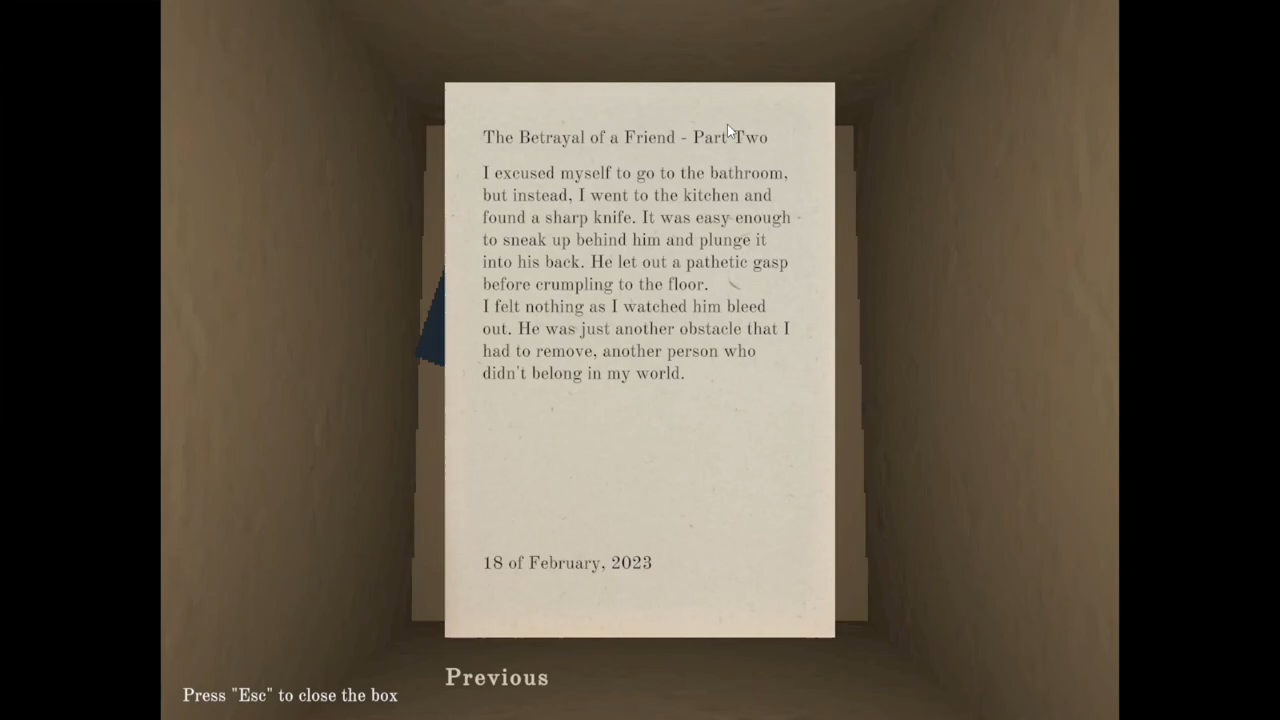 The Betrayal of a Friend - Part Two
I excused myself to go to the bathroom,
but instead, I went to the kitchen and
found a sharp knife. It was easy enough
to sneak up behind him and plunge it
into his back. He let out a pathetic gasp
before crumpling to the floor.
I felt nothing as I watched him bleed
out. He was just another obstacle that I
had to remove, another person who
didn't belong in my world.
18 of February, 2023
Previous
Press "Esc" to close the box